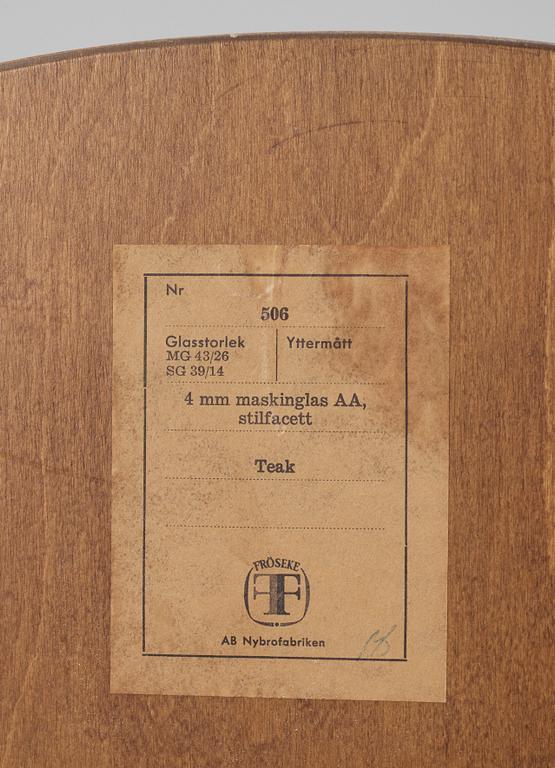 Nr
506
Glasstorlek Yttermått
MG 43/26
SG 39/14
4 mm maskinglas AA,
stilfacett
Teak
FRÖSEKE
FF
AB Nybrofabriken